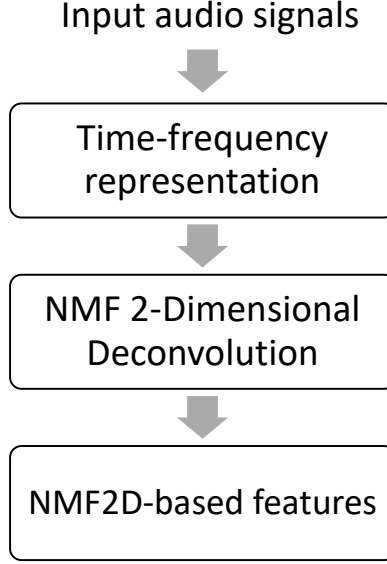 Input audio signals
Time-frequency
representation
NMF 2-Dimensional
Deconvolution
NMF2D-based features